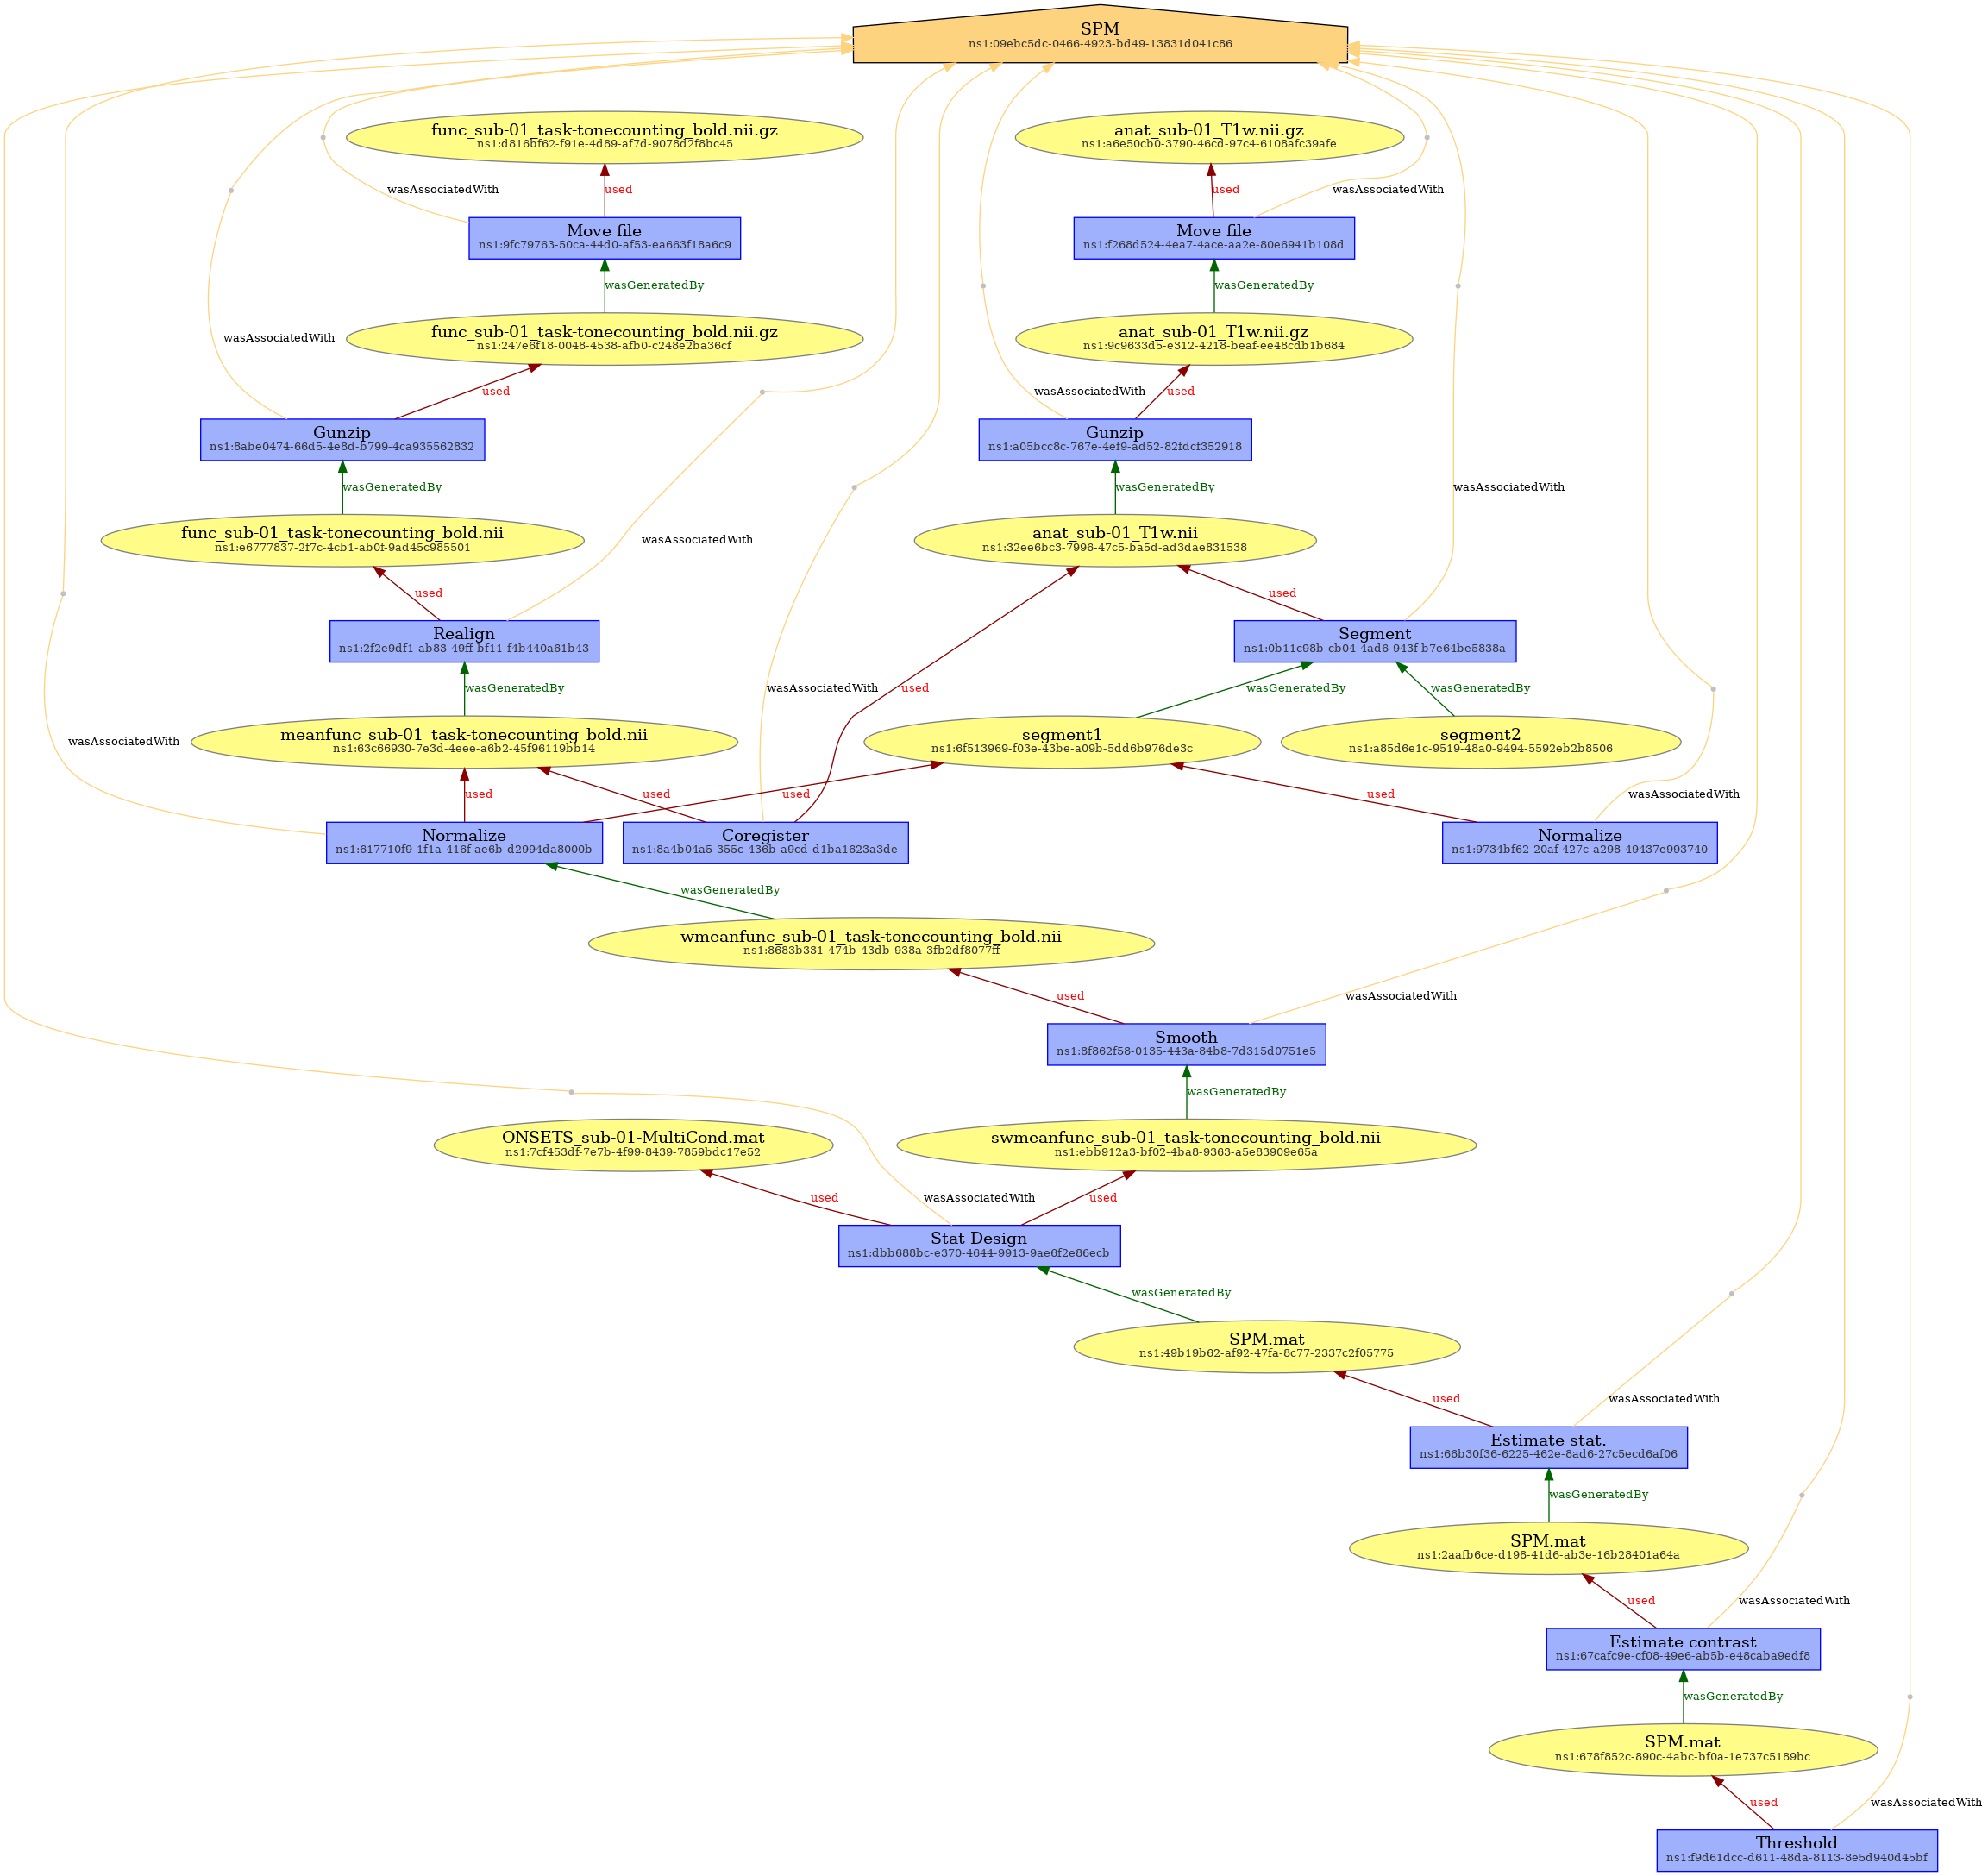 SPM
ns1:09ebc5dc-0466-4923-bd49-13831d041c86
func_sub-01_task-tonecounting_bold.nii.gz
ns1:d816bf62-f91e-4d89-af7d-9078d2f8bc45
anat_sub-01_T1w.nii.gz
ns1:a6e50cb0-3790-46cd-97c4-6108afc39afe
wasAssociatedWith
used
used
wasAssociatedWith
Move file
ns1:9fc79763-50ca-44d0-af53-ea663f18a6c9
Move file
ns1:f268d524-4ea7-4ace-aa2e-80e6941b108d
wasGeneratedBy
wasGeneratedBy
wasAssociatedWith
func_sub-01_task-tonecounting_bold.nii.gz
ns1:247e6f18-0048-4538-afb0-c248e2ba36cf
anat_sub-01_T1w.nii.gz
ns1:9c9633d5-e312-4218-beaf-ee48cdb1b684
used
wasAssociatedWith
used
Gunzip
ns1:8abe0474-66d5-4e8d-b799-4ca935562832
Gunzip
ns1:a05bcc8c-767e-4ef9-ad52-82fdcf352918
wasGeneratedBy
wasGeneratedBy
wasAssociatedWith
func_sub-01_task-tonecounting_bold.nii
ns1:e6777837-2f7c-4cb1-ab0f-9ad45c985501
wasAssociatedWith
anat_sub-01_T1w.nii
ns1:32ee6bc3-7996-47c5-ba5d-ad3dae831538
used
used
Realign
ns1:2f2e9df1-ab83-49ff-bf11-f4b440a61b43
Segment
ns1:0b11c98b-cb04-4ad6-943f-b7e64be5838a
wasGeneratedBy
wasAssociatedWith
used
wasGeneratedBy
wasGeneratedBy
wasAssociatedWith
meanfunc_sub-01_task-tonecounting_bold.nii
ns1:63c66930-7e3d-4eee-a6b2-45f96119bb14
segment1
ns1:6f513969-f03e-43be-a09b-5dd6b976de3c
segment2
ns1:a85d6e1c-9519-48a0-9494-5592eb2b8506
used
used
used
used
wasAssociatedWith
Normalize
ns1:617710f9-1f1a-416f-ae6b-d2994da8000b
Coregister
ns1:8a4b04a5-355c-436b-a9cd-d1ba1623a3de
Normalize
ns1:9734bf62-20af-427c-a298-49437e993740
wasGeneratedBy
wmeanfunc_sub-01_task-tonecounting_bold.nii
ns1:8683b331-474b-43db-938a-3fb2df8077ff
used
wasAssociatedWith
Smooth
ns1:8f862f58-0135-443a-84b8-7d315d0751e5
wasGeneratedBy
ONSETS_sub-01-MultiCond.mat
ns1:7cf453df-7e7b-4f99-8439-7859bdc17e52
swmeanfunc_sub-01_task-tonecounting_bold.nii
ns1:ebb912a3-bf02-4ba8-9363-a5e83909e65a
used
wasAssociatedWith
used
Stat Design
ns1:dbb688bc-e370-4644-9913-9ae6f2e86ecb
wasGeneratedBy
SPM.mat
ns1:49b19b62-af92-47fa-8c77-2337c2f05775
used
wasAssociatedWith
Estimate stat.
ns1:66b30f36-6225-462e-8ad6-27c5ecd6af06
wasGeneratedBy
SPM.mat
ns1:2aafb6ce-d198-41d6-ab3e-16b28401a64a
used
wasAssociatedWith
Estimate contrast
ns1:67cafc9e-cf08-49e6-ab5b-e48caba9edf8
wasGeneratedBy
SPM.mat
ns1:678f852c-890c-4abc-bf0a-1e737c5189bc
used
wasAssociatedWith
Threshold
ns1:f9d61dcc-d611-48da-8113-8e5d940d45bf